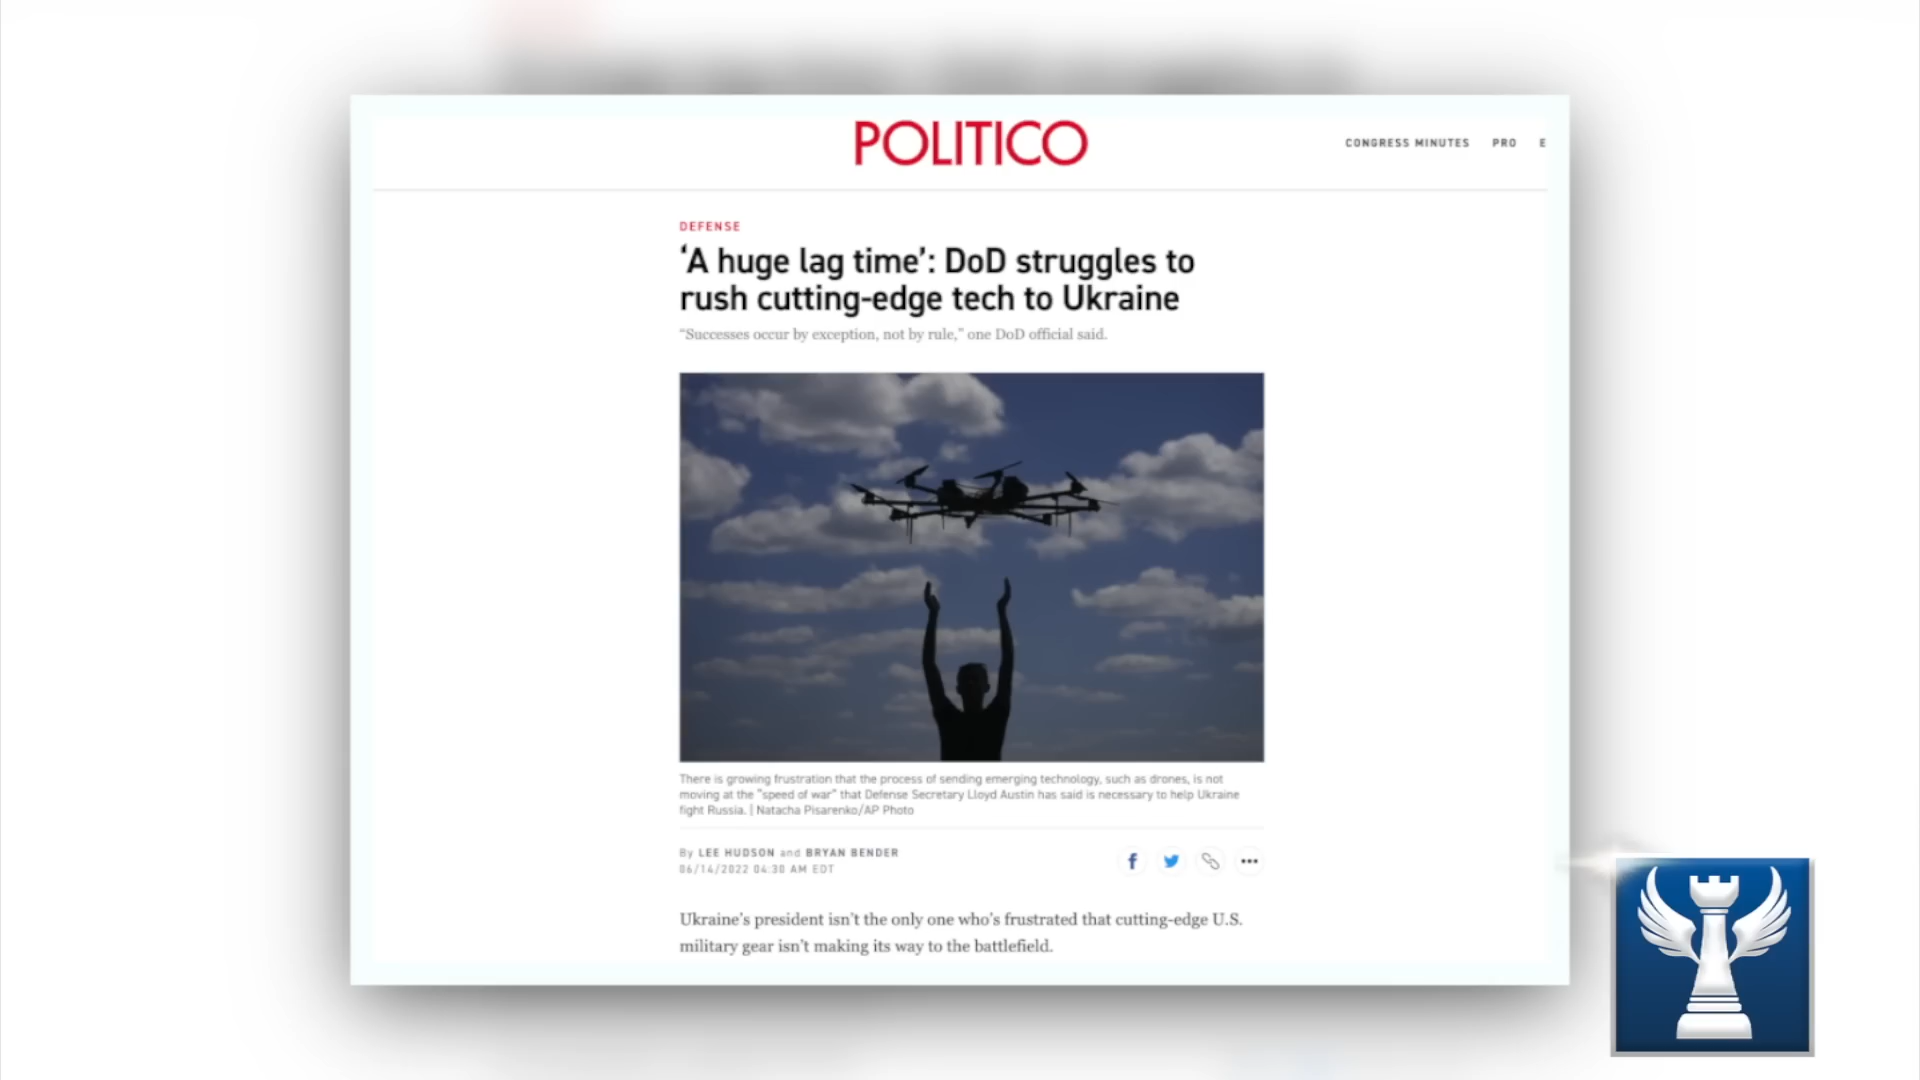 POLITICO
CONGRESS MINUTES PRO E
DEFENSE
‘A huge lag time’: DoD struggles to
rush cutting-edge tech to Ukraine
“Successes occur by exception, not by rule,” one DoD official said.
There is growing frustration that the process of sending emerging technology, such as drones, is not
moving at the "speed of war" that Defense Secretary Lloyd Austin has said is necessary to help Ukraine
fight Russia. | Natacha Pisarenko/AP Photo
By LEE HUDSON and BRYAN BENDER
06/14/2022 04:30 AM EDT
Ukraine’s president isn’t the only one who’s frustrated that cutting-edge U.S.
military gear isn’t making its way to the battlefield.